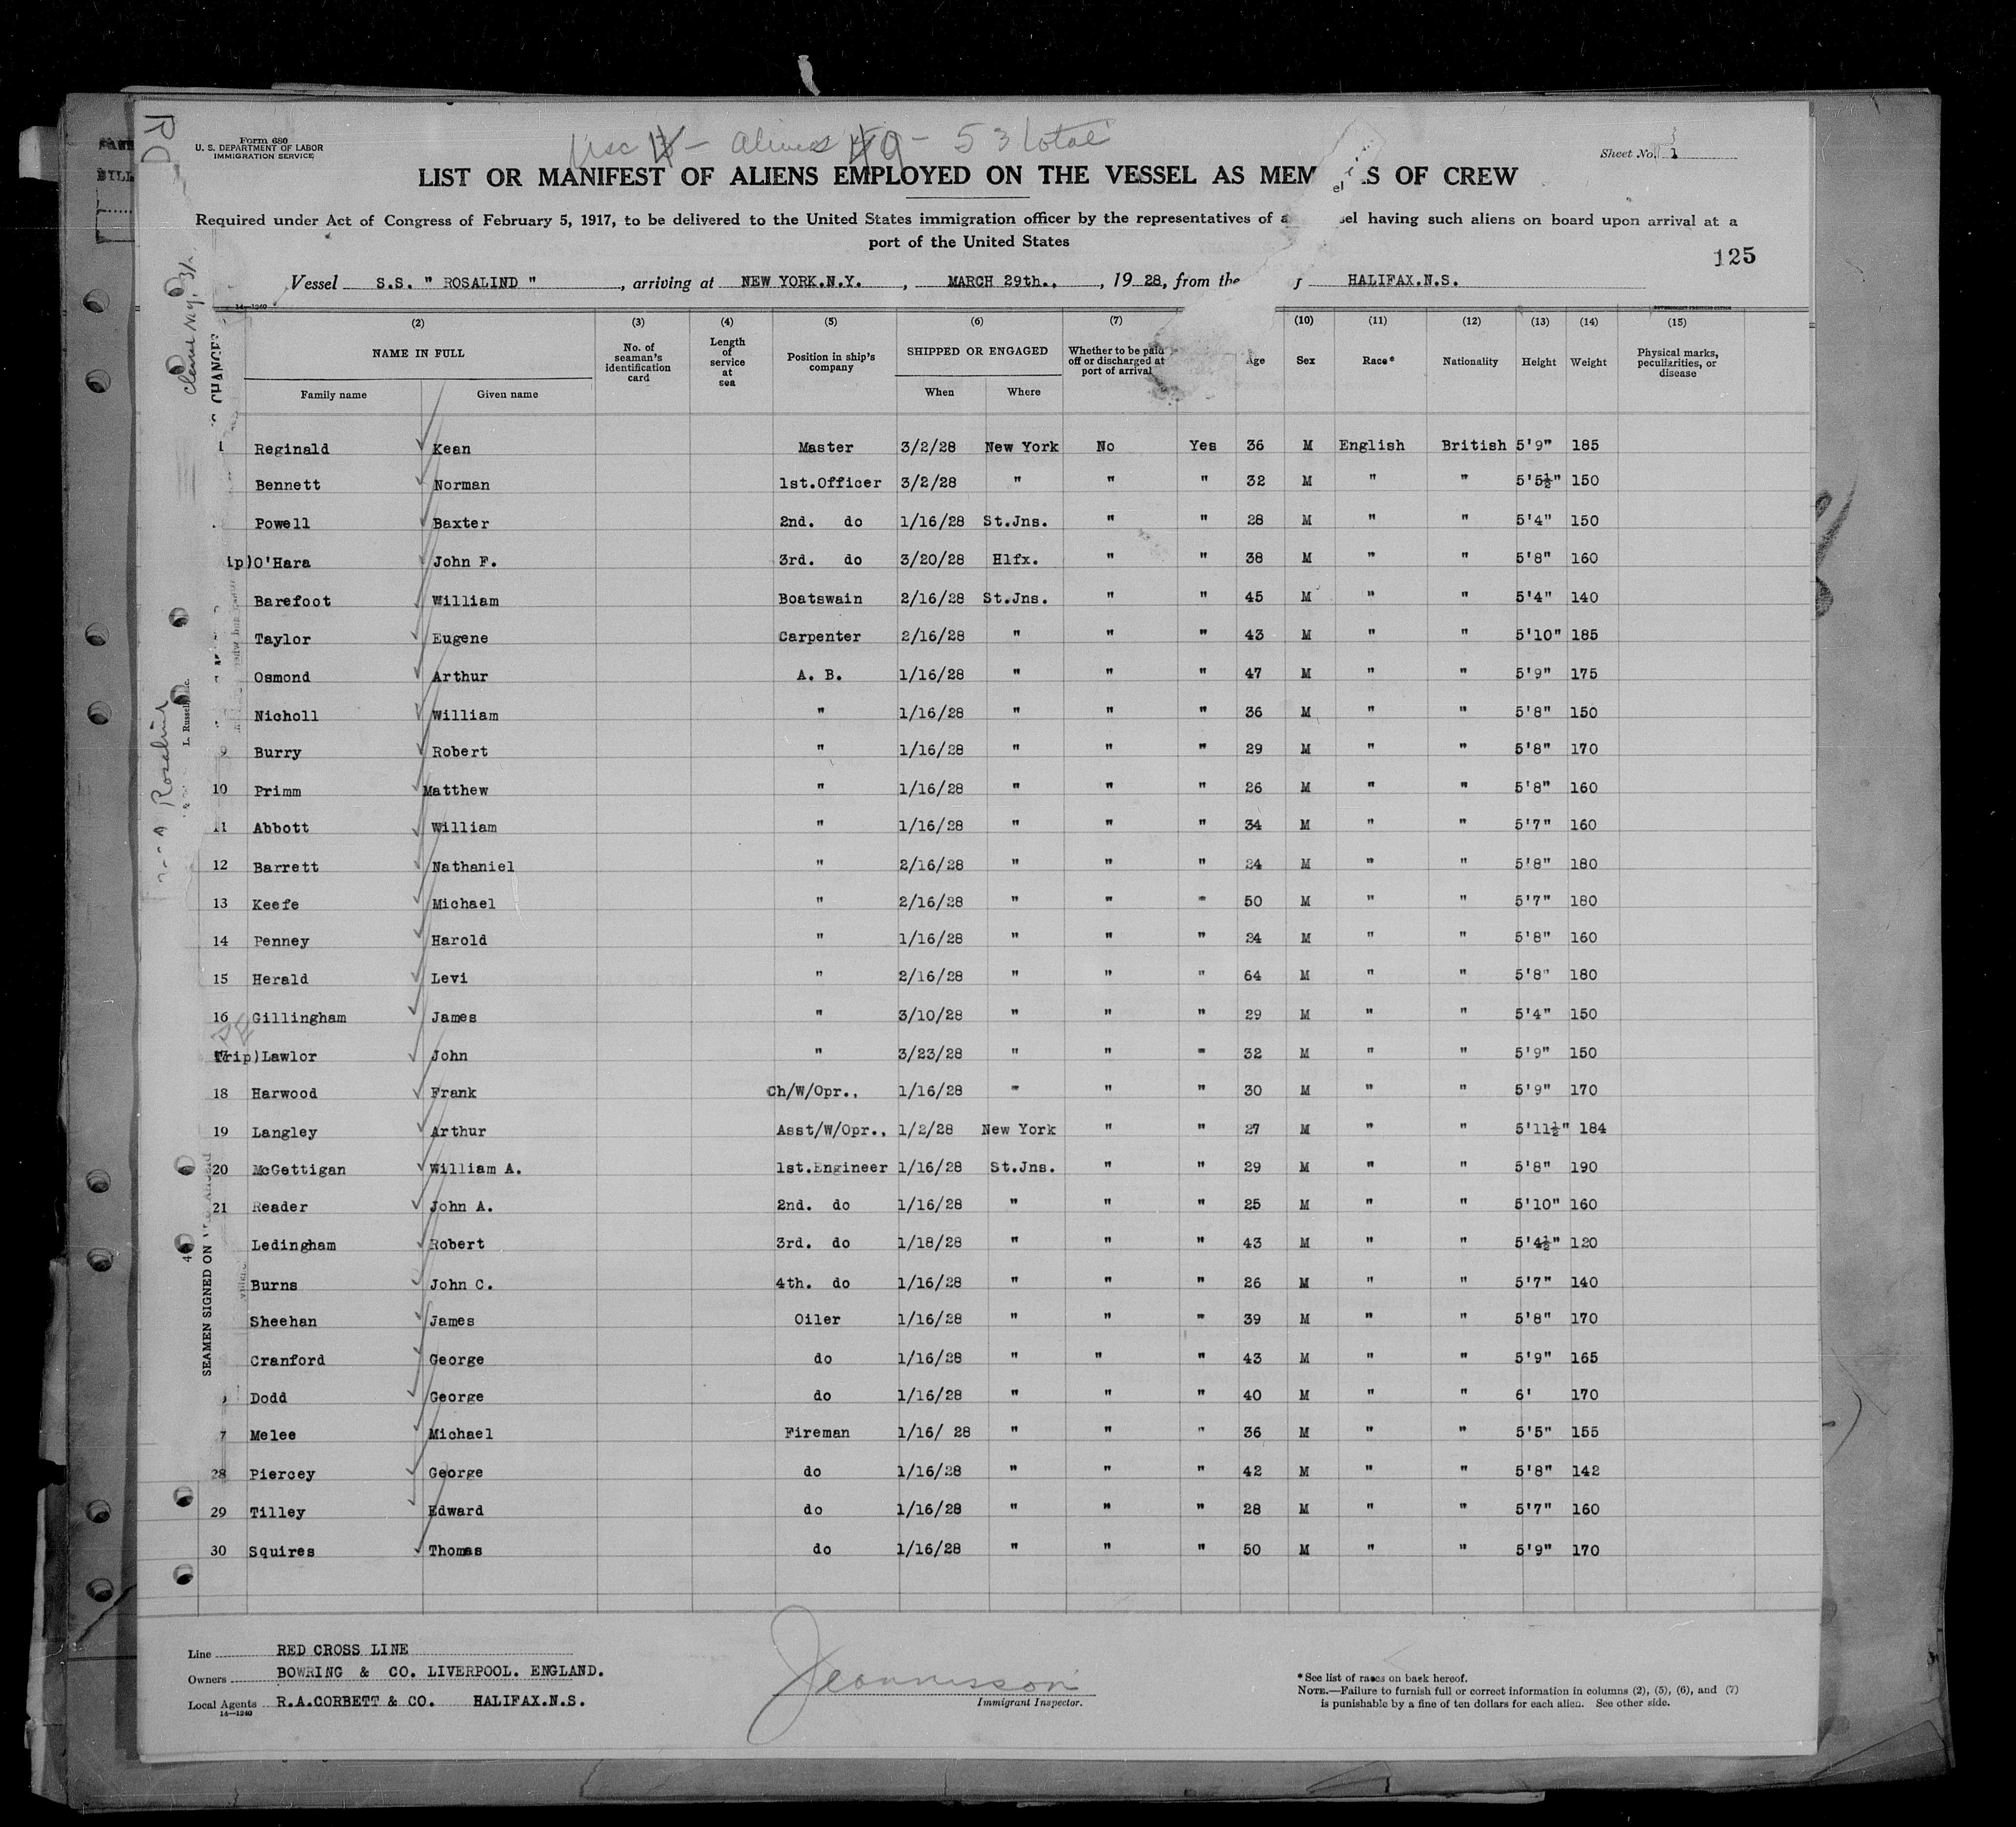 Form 680
U. S. DEPARTMENT OF LABOR
IMMIGRATION SERVICE
53 total
Sheet No. 1
LIST OR MANIFEST OF ALIENS EMPLOYED ON THE VESSEL AS MEM S OF CREW
Required under Act of Congress of February 5, 1917, to be delivered to the United States immigration officer by the representatives of a sel having such aliens on board upon arrival at a
port of the United States
125
Vessel S.S. " ROSALIND ", arriving at NEW YORK.N.Y., MARCH 29th., , 19 28, from the HALIFAX.N.S.
14—1240
(2) (3) (4) (5) (6) (7) (10) (11) (12) (13) (14) (15)
NAME IN FULL No. of seaman's identification card Length of service at sea Position in ship's company SHIPPED OR ENGAGED Whether to be paid off or discharged at port of arrival Age Sex Race* Nationality Height Weight Physical marks, peculiarities, or disease
Family name Given name When Where
1 Reginald Kean Master 3/2/28 New York No Yes 36 M English British 5'9" 185
Bennett Norman 1st.Officer 3/2/28 " " " 32 M " " 5'5½" 150
Powell Baxter 2nd. do 1/16/28 St.Jns. " " 28 M " " 5'4" 150
ip)O'Hara John F. 3rd. do 3/20/28 Hlfx. " " 38 M " " 5'8" 160
Barefoot William Boatswain 2/16/28 St.Jns. " " 45 M " " 5'4" 140
Taylor Eugene Carpenter 2/16/28 " " " 43 M " " 5'10" 185
Osmond Arthur A. B. 1/16/28 " " " 47 M " " 5'9" 175
Nicholl William " 1/16/28 " " " 36 M " " 5'8" 150
9 Burry Robert " 1/16/28 " " " 29 M " " 5'8" 170
10 Primm Matthew " 1/16/28 " " " 26 M " " 5'8" 160
11 Abbott William " 1/16/28 " " " 34 M " " 5'7" 160
12 Barrett Nathaniel " 2/16/28 " " " 24 M " " 5'8" 180
13 Keefe Michael " 2/16/28 " " " 50 M " " 5'7" 180
14 Penney Harold " 1/16/28 " " " 24 M " " 5'8" 160
15 Herald Levi " 2/16/28 " " " 64 M " " 5'8" 180
16 Gillingham James " 3/10/28 " " " 29 M " " 5'4" 150
Trip)Lawlor John " 3/23/28 " " " 32 M " " 5'9" 150
18 Harwood Frank Ch/W/Opr., 1/16/28 " " " 30 M " " 5'9" 170
19 Langley Arthur Asst/W/Opr., 1/2/28 New York " " 27 M " " 5'11½" 184
20 McGettigan William A. 1st.Engineer 1/16/28 St.Jns. " " 29 M " " 5'8" 190
21 Reader John A. 2nd. do 1/16/28 " " " 25 M " " 5'10" 160
Ledingham Robert 3rd. do 1/18/28 " " " 43 M " " 5'4½" 120
Burns John C. 4th. do 1/16/28 " " " 26 M " " 5'7" 140
Sheehan James Oiler 1/16/28 " " " 39 M " " 5'8" 170
Cranford George do 1/16/28 " " " 43 M " " 5'9" 165
Dodd George do 1/16/28 " " " 40 M " " 6' 170
7 Melee Michael Fireman 1/16/ 28 " " " 36 M " " 5'5" 155
28 Piercey George do 1/16/28 " " " 42 M " " 5'8" 142
29 Tilley Edward do 1/16/28 " " " 28 M " " 5'7" 160
30 Squires Thomas do 1/16/28 " " " 50 M " " 5'9" 170
SEAMEN SIGNED ON
Rosalind
Line RED CROSS LINE
Owners BOWRING & CO. LIVERPOOL. ENGLAND.
Local Agents R.A.CORBETT & CO. HALIFAX.N.S.
14—1240
Immigrant Inspector.
*See list of races on back hereof.
NOTE.—Failure to furnish full or correct information in columns (2), (5), (6), and (7)
is punishable by a fine of ten dollars for each alien. See other side.